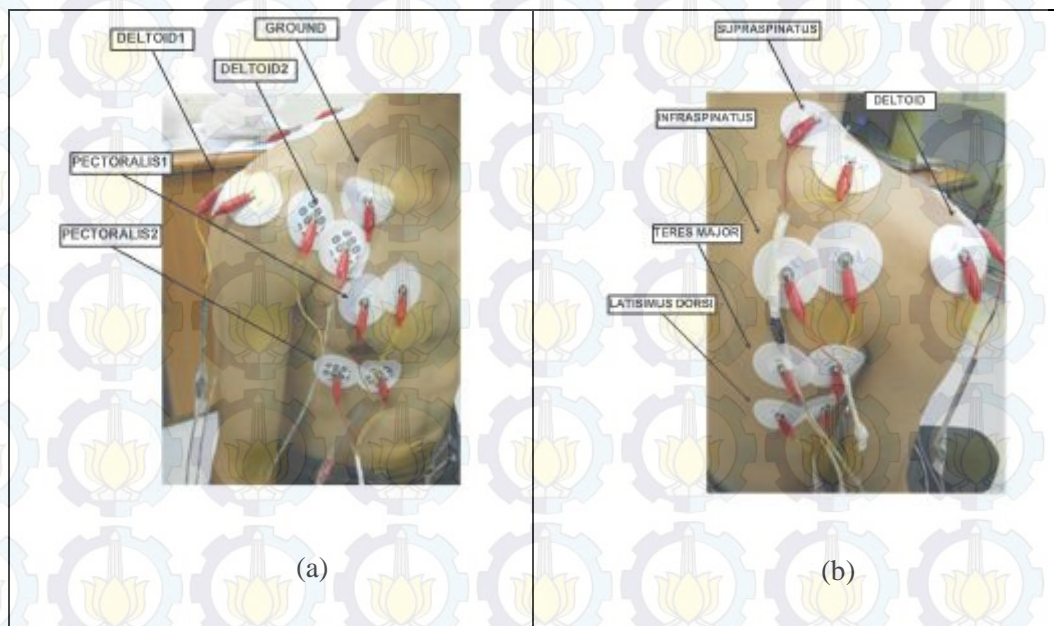 GROUND
DELTOID1
DELTOID2
PECTORALIS1
PECTORALIS2
(a)
SUPRASPINATUS
DELTOID
INFRASPINATUS
TERES MAJOR
LATISIMUS DORSI
(b)